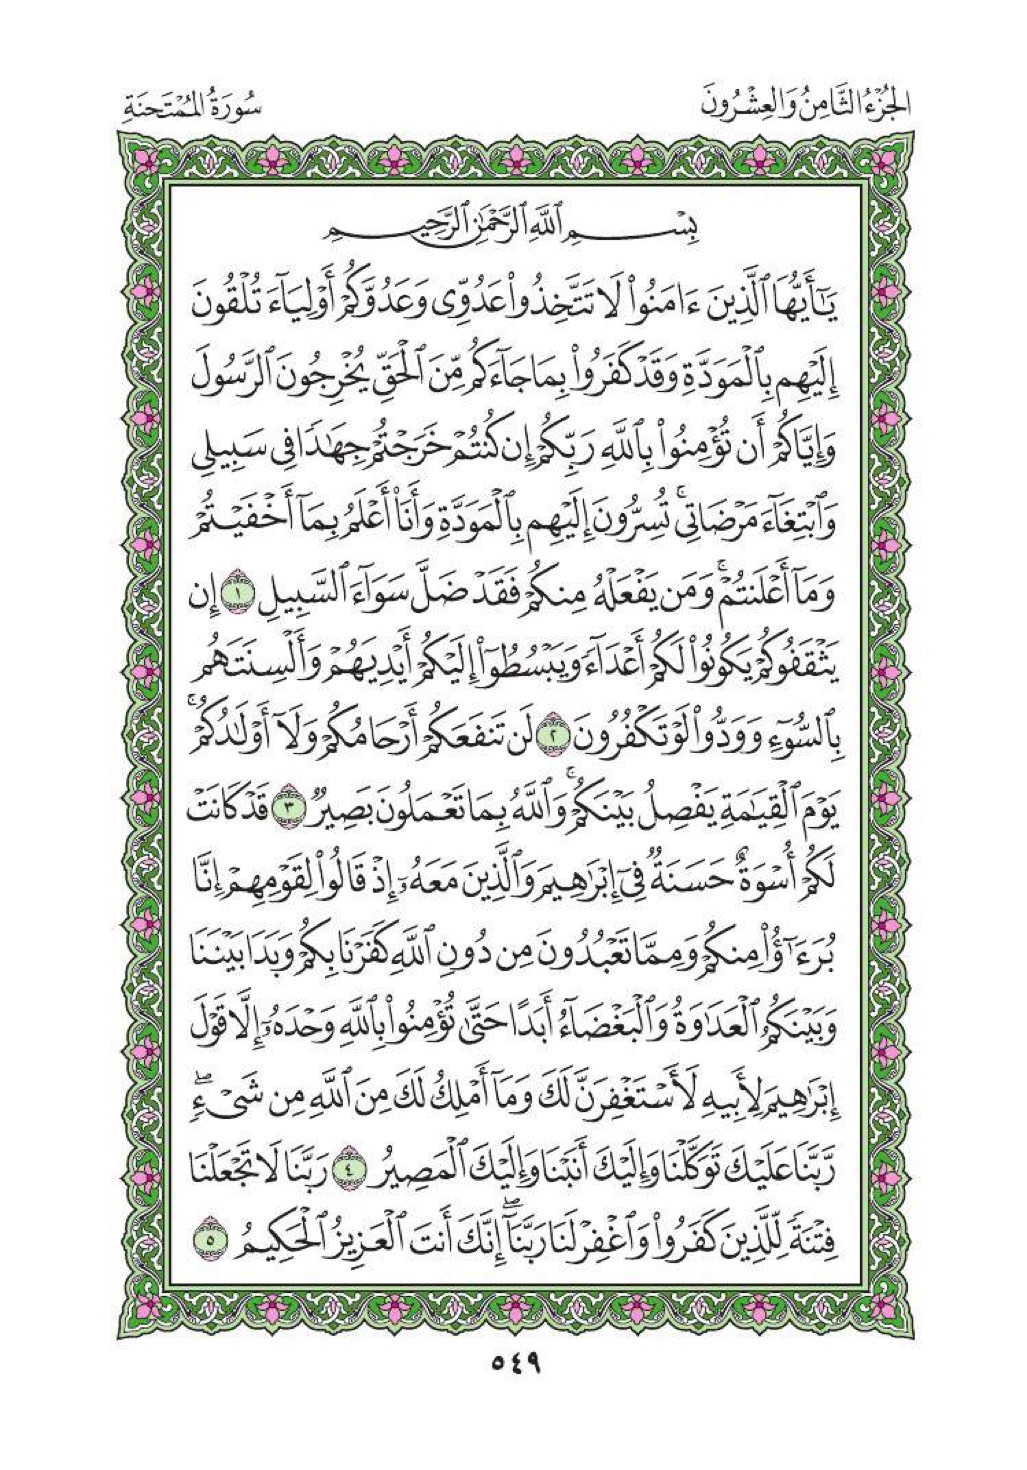 الجُزْءُ الثَّامِنُ وَالعِشْرُونَ
سُورَةُ المُمْتَحنَةِ
بِسْمِ ٱللَّهِ ٱلرَّحْمَٰنِ ٱلرَّحِيمِ
يَٰٓأَيُّهَا ٱلَّذِينَ ءَامَنُوا۟ لَا تَتَّخِذُوا۟ عَدُوِّى وَعَدُوَّكُمْ أَوْلِيَآءَ تُلْقُونَ
إِلَيْهِم بِٱلْمَوَدَّةِ وَقَدْ كَفَرُوا۟ بِمَا جَآءَكُم مِّنَ ٱلْحَقِّ يُخْرِجُونَ ٱلرَّسُولَ
وَإِيَّاكُمْ أَن تُؤْمِنُوا۟ بِٱللَّهِ رَبِّكُمْ إِن كُنتُمْ خَرَجْتُمْ جِهَٰدًا فِى سَبِيلِى
وَٱبْتِغَآءَ مَرْضَاتِى ۚ تُسِرُّونَ إِلَيْهِم بِٱلْمَوَدَّةِ وَأَنَا۠ أَعْلَمُ بِمَآ أَخْفَيْتُمْ
وَمَآ أَعْلَنتُمْ ۚ وَمَن يَفْعَلْهُ مِنكُمْ فَقَدْ ضَلَّ سَوَآءَ ٱلسَّبِيلِ ١ إِن
يَثْقَفُوكُمْ يَكُونُوا۟ لَكُمْ أَعْدَآءً وَيَبْسُطُوٓا۟ إِلَيْكُمْ أَيْدِيَهُمْ وَأَلْسِنَتَهُم
بِٱلسُّوٓءِ وَوَدُّوا۟ لَوْ تَكْفُرُونَ ٢ لَن تَنفَعَكُمْ أَرْحَامُكُمْ وَلَآ أَوْلَٰدُكُمْ ۚ
يَوْمَ ٱلْقِيَٰمَةِ يَفْصِلُ بَيْنَكُمْ ۚ وَٱللَّهُ بِمَا تَعْمَلُونَ بَصِيرٌ ٣ قَدْ كَانَتْ
لَكُمْ أُسْوَةٌ حَسَنَةٌ فِىٓ إِبْرَٰهِيمَ وَٱلَّذِينَ مَعَهُۥٓ إِذْ قَالُوا۟ لِقَوْمِهِمْ إِنَّا
بُرَءَٰٓؤُا۟ مِنكُمْ وَمِمَّا تَعْبُدُونَ مِن دُونِ ٱللَّهِ كَفَرْنَا بِكُمْ وَبَدَا بَيْنَنَا
وَبَيْنَكُمُ ٱلْعَدَٰوَةُ وَٱلْبَغْضَآءُ أَبَدًا حَتَّىٰ تُؤْمِنُوا۟ بِٱللَّهِ وَحْدَهُۥٓ إِلَّا قَوْلَ
إِبْرَٰهِيمَ لِأَبِيهِ لَأَسْتَغْفِرَنَّ لَكَ وَمَآ أَمْلِكُ لَكَ مِنَ ٱللَّهِ مِن شَىْءٍ ۖ
رَّبَّنَا عَلَيْكَ تَوَكَّلْنَا وَإِلَيْكَ أَنَبْنَا وَإِلَيْكَ ٱلْمَصِيرُ ٤ رَبَّنَا لَا تَجْعَلْنَا
فِتْنَةً لِّلَّذِينَ كَفَرُوا۟ وَٱغْفِرْ لَنَا رَبَّنَآ ۖ إِنَّكَ أَنتَ ٱلْعَزِيزُ ٱلْحَكِيمُ ٥
٥٤٩